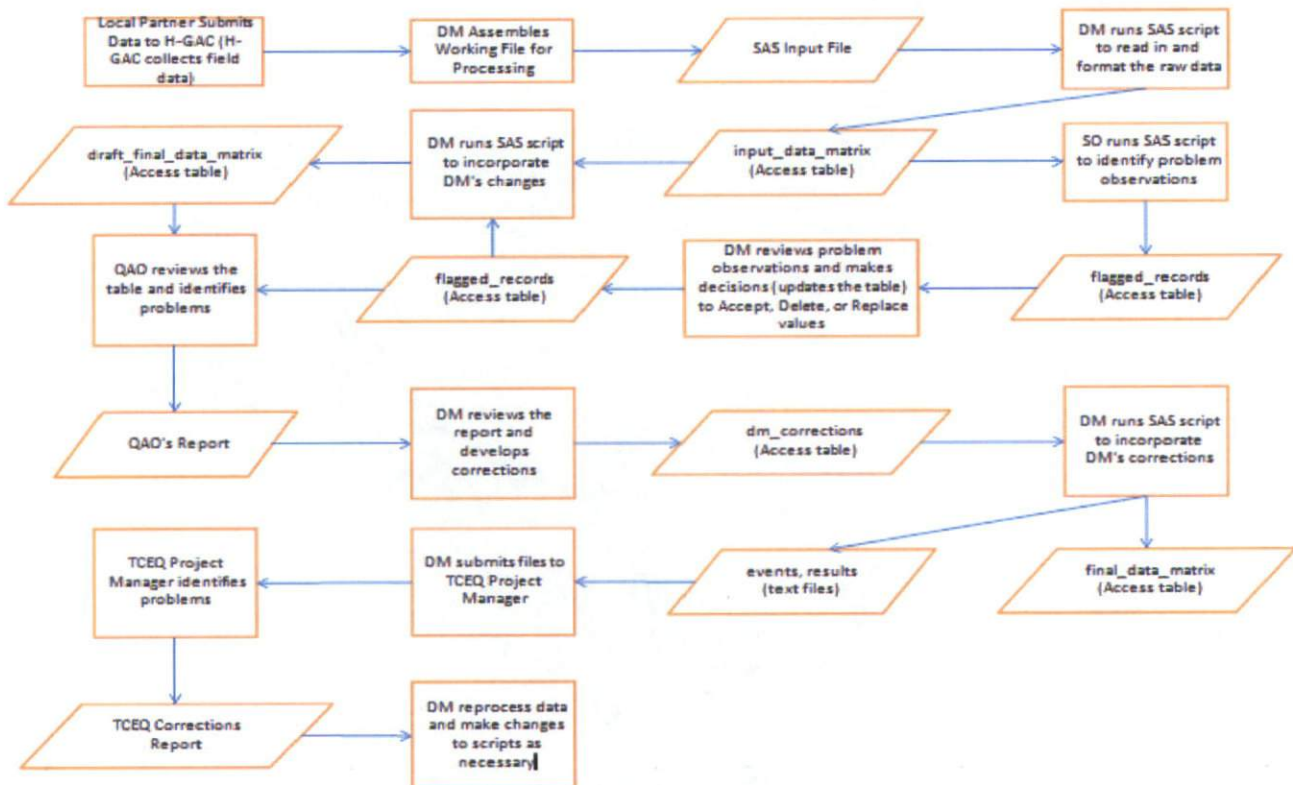 Local Partner Submits
Data to H-GAC (H-
GAC collects field
data)
DM Assembles
Working File for
Processing
SAS Input File
DM runs SAS script
to read in and
format the raw data
draft_final_data_matrix
(Access table)
DM runs SAS script
to incorporate
DM's changes
input_data_matrix
(Access table)
SO runs SAS script
to identify problem
observations
QAO reviews the
table and identifies
problems
flagged_records
(Access table)
DM reviews problem
observations and makes
decisions (updates the table)
to Accept, Delete, or Replace
values
flagged_records
(Access table)
QAO's Report
DM reviews the
report and
develops
corrections
dm_corrections
(Access table)
DM runs SAS script
to incorporate
DM's corrections
TCEQ Project
Manager identifies
problems
DM submits files to
TCEQ Project
Manager
events, results
(text files)
final_data_matrix
(Access table)
TCEQ Corrections
Report
DM reprocess data
and make changes
to scripts as
necessary